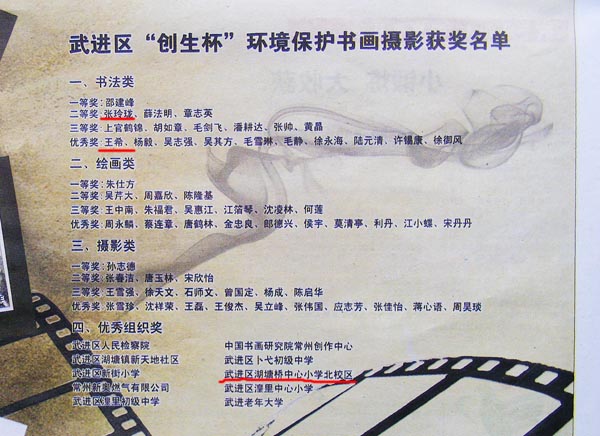 武进区“创生杯”环境保护书画摄影获奖名单
一、书法类
一等奖:邵建峰
二等奖:张玲珑、薛法明、章志英
三等奖:上官鹤锦、胡如章、毛剑飞、潘耕达、张帅、黄晶
优秀奖:王希、杨毅、吴志强、吴其方、毛雪琳、毛静、徐永海、陆元清、许锡康、徐御风
二、绘画类
一等奖:朱仕方
二等奖:吴芹大、周嘉欣、陈隆基
三等奖:王中南、朱福君、吴惠江、江箔琴、沈凌林、何莲
优秀奖:周永麟、蔡连章、唐鹤林、金忠良、郎德兴、侯宇、莫清亭、利丹、江小蝶、宋丹丹
三、摄影类
一等奖:孙志德
二等奖:张春洁、唐玉林、宋欣怡
三等奖:王雪强、徐天文、石师文、曾国定、杨成、陈启华
优秀奖:张雪珍、沈祥荣、王磊、王俊杰、吴立峰、张伟国、应志芳、张佳怡、蒋心语、周昊琰
四、优秀组织奖
武进区人民检察院 中国书画研究院常州创作中心
武进区湖塘镇新天地社区 武进区卜弋初级中学
武进区新街小学 武进区湖塘桥中心小学北校区
常州新奥燃气有限公司 武进区湟里中心小学
武进区湟里初级中学 武进老年大学